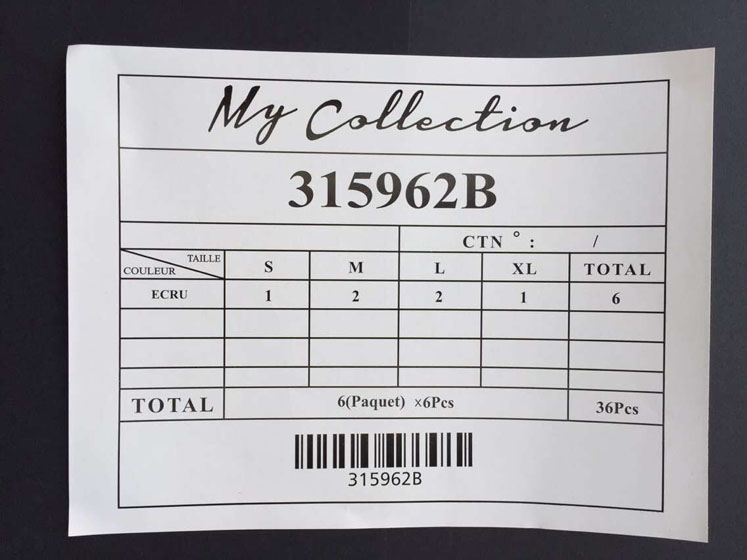 My Collection
315962B
CTN ° : /
TAILLE
COULEUR S M L XL TOTAL
ECRU 1 2 2 1 6
TOTAL 6(Paquet) ×6Pcs 36Pcs
315962B